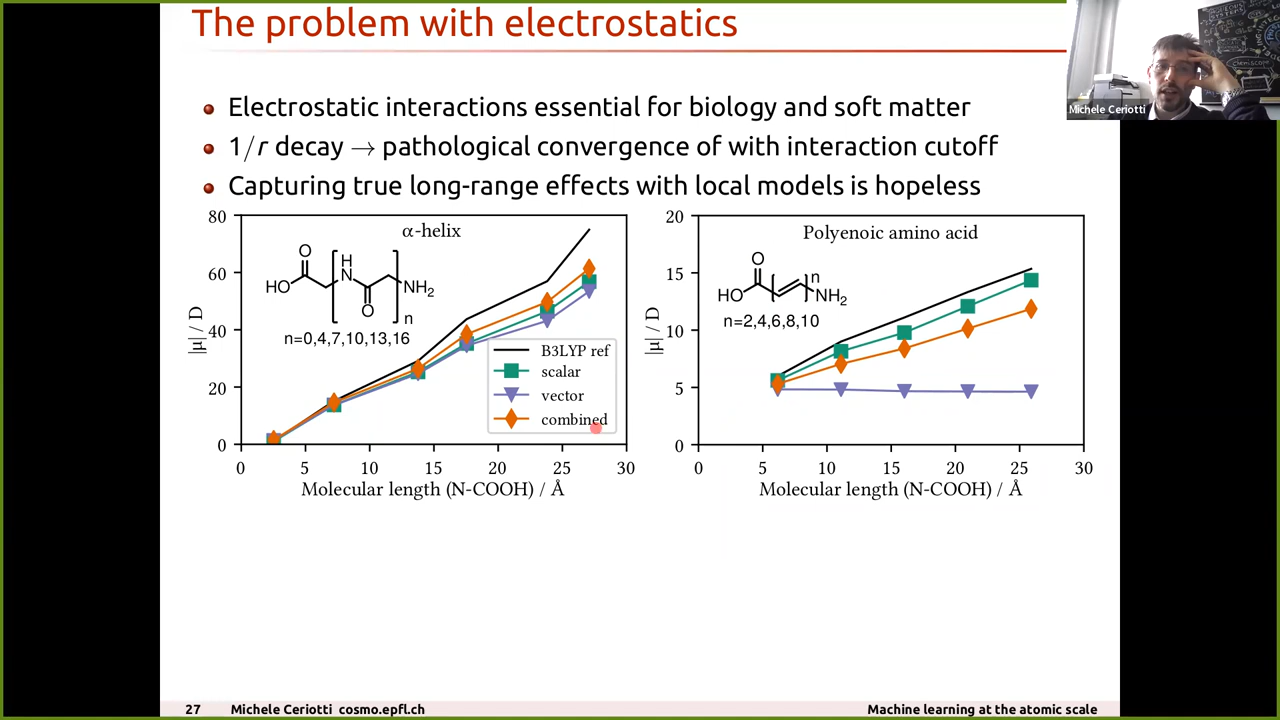 The problem with electrostatics
Michele Ceriotti
Electrostatic interactions essential for biology and soft matter
1/r decay → pathological convergence of with interaction cutoff
Capturing true long-range effects with local models is hopeless
80
60
40
20
0
|μ| / D
α-helix
O
H
N
HO
NH2
O
n
n=0,4,7,10,13,16
B3LYP ref
scalar
vector
combined
0 5 10 15 20 25 30
Molecular length (N-COOH) / Å
20
15
10
5
0
|μ| / D
Polyenoic amino acid
O
n
HO
NH2
n=2,4,6,8,10
0 5 10 15 20 25 30
Molecular length (N-COOH) / Å
27 Michele Ceriotti cosmo.epfl.ch Machine learning at the atomic scale